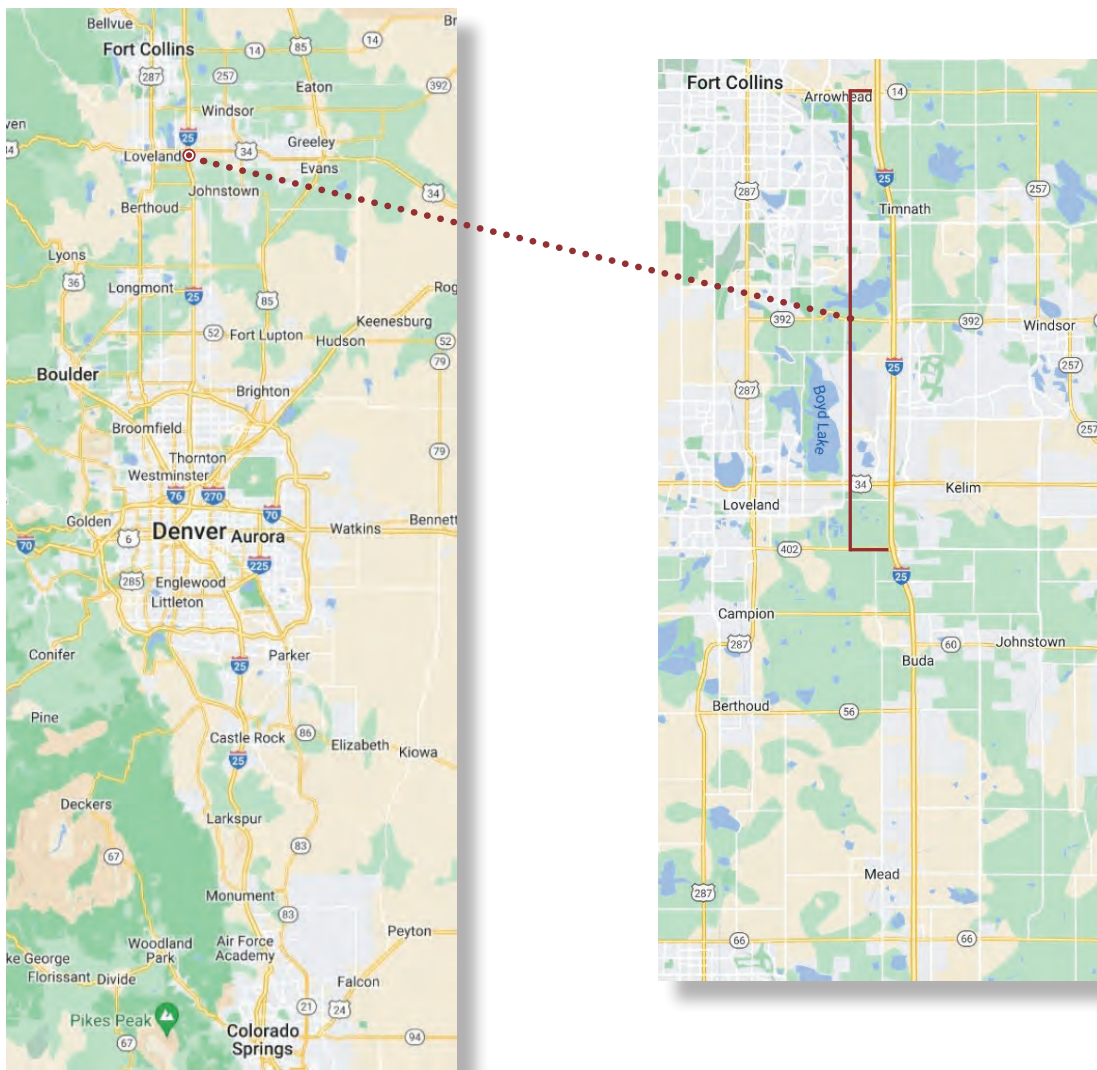 Bellvue
Br
Fort Collins
14
85
14
287
257
Eaton
392
Windsor
ven
25
Greeley
34
Loveland
34
Evans
Johnstown
34
Berthoud
Lyons
36
Longmont
25
85
Rog
Keenesburg
52
Fort Lupton
Hudson
52
79
Boulder
Brighton
Broomfield
79
Thornton
Westminster
76
270
Golden
70
Bennett
Denver
Aurora
Watkins
6
70
225
285
Englewood
Littleton
Conifer
25
Parker
Pine
Castle Rock
86
Elizabeth
Kiowa
25
Deckers
Larkspur
67
83
Monument
83
Peyton
Woodland
Park
Air Force
Academy
ke George
Florissant
Divide
Falcon
21
24
Pikes Peak
67
Colorado
Springs
94
Fort Collins
Arrowhead
14
25
287
257
Timnath
392
392
Windsor
25
257
287
Boyd Lake
257
34
Kelim
Loveland
402
25
Campion
287
60
Johnstown
Buda
Berthoud
56
Mead
287
66
66